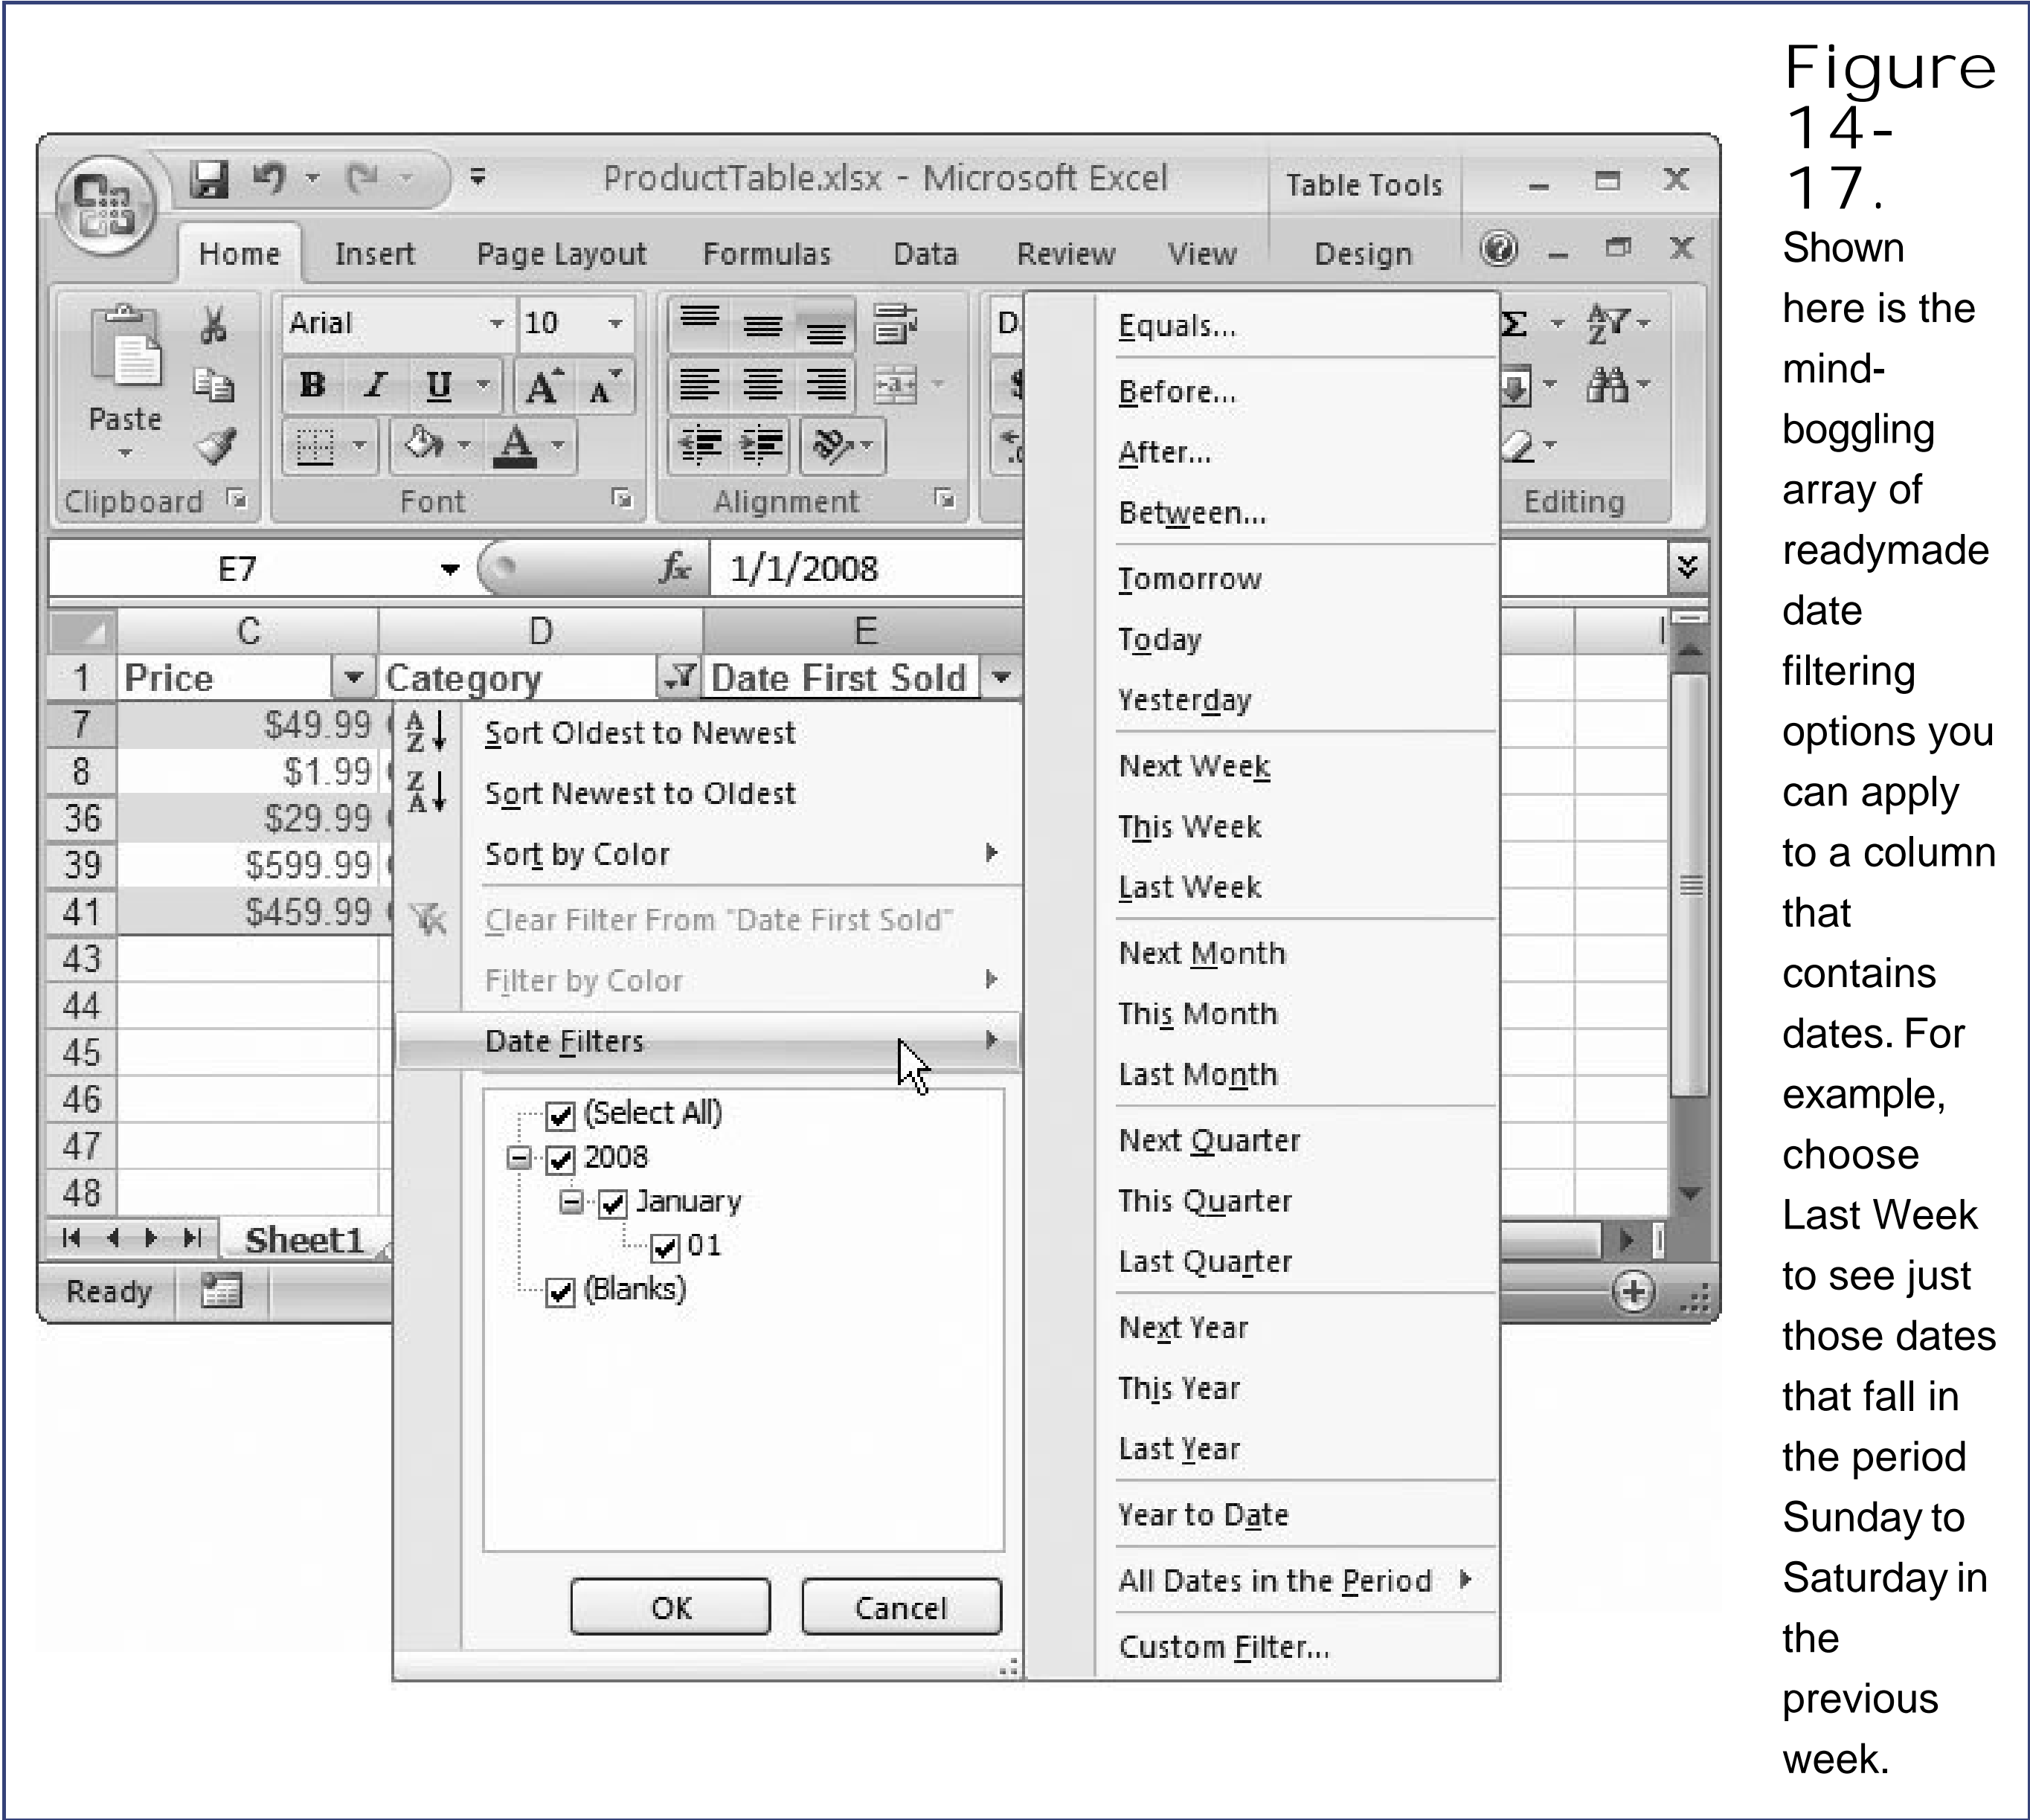 ProductTable.xlsx - Microsoft Excel
Table Tools
Home Insert Page Layout Formulas Data Review View Design
Arial 10
Paste
B I U A A
A
Clipboard Font Alignment Editing
E7 fx 1/1/2008
C D E
1 Price Category Date First Sold
7 $49.99
8 $1.99
36 $29.99
39 $599.99
41 $459.99
43
44
45
46
47
48
Sheet1
Ready
Sort Oldest to Newest
Sort Newest to Oldest
Sort by Color
Clear Filter From "Date First Sold"
Filter by Color
Date Filters
(Select All)
2008
January
01
(Blanks)
OK Cancel
Equals...
Before...
After...
Between...
Tomorrow
Today
Yesterday
Next Week
This Week
Last Week
Next Month
This Month
Last Month
Next Quarter
This Quarter
Last Quarter
Next Year
This Year
Last Year
Year to Date
All Dates in the Period
Custom Filter...
Figure
14-
17.
Shown
here is the
mind-
boggling
array of
readymade
date
filtering
options you
can apply
to a column
that
contains
dates. For
example,
choose
Last Week
to see just
those dates
that fall in
the period
Sunday to
Saturday in
the
previous
week.